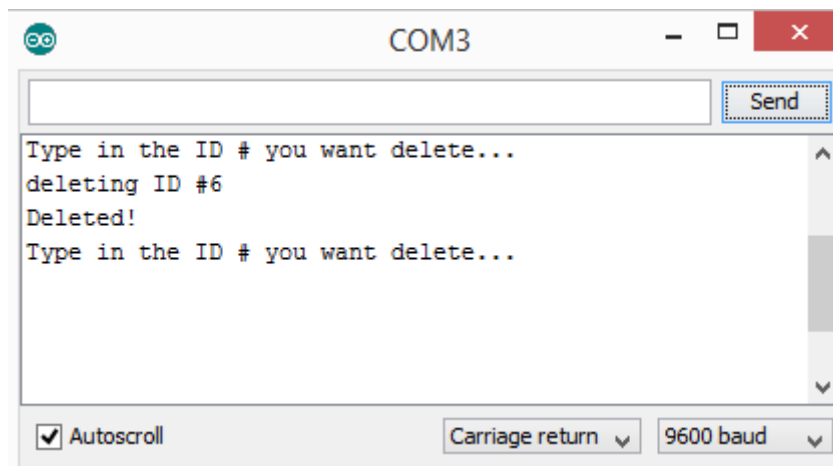 COM3
Send
Type in the ID # you want delete...
deleting ID #6
Deleted!
Type in the ID # you want delete...
Autoscroll
Carriage return
9600 baud